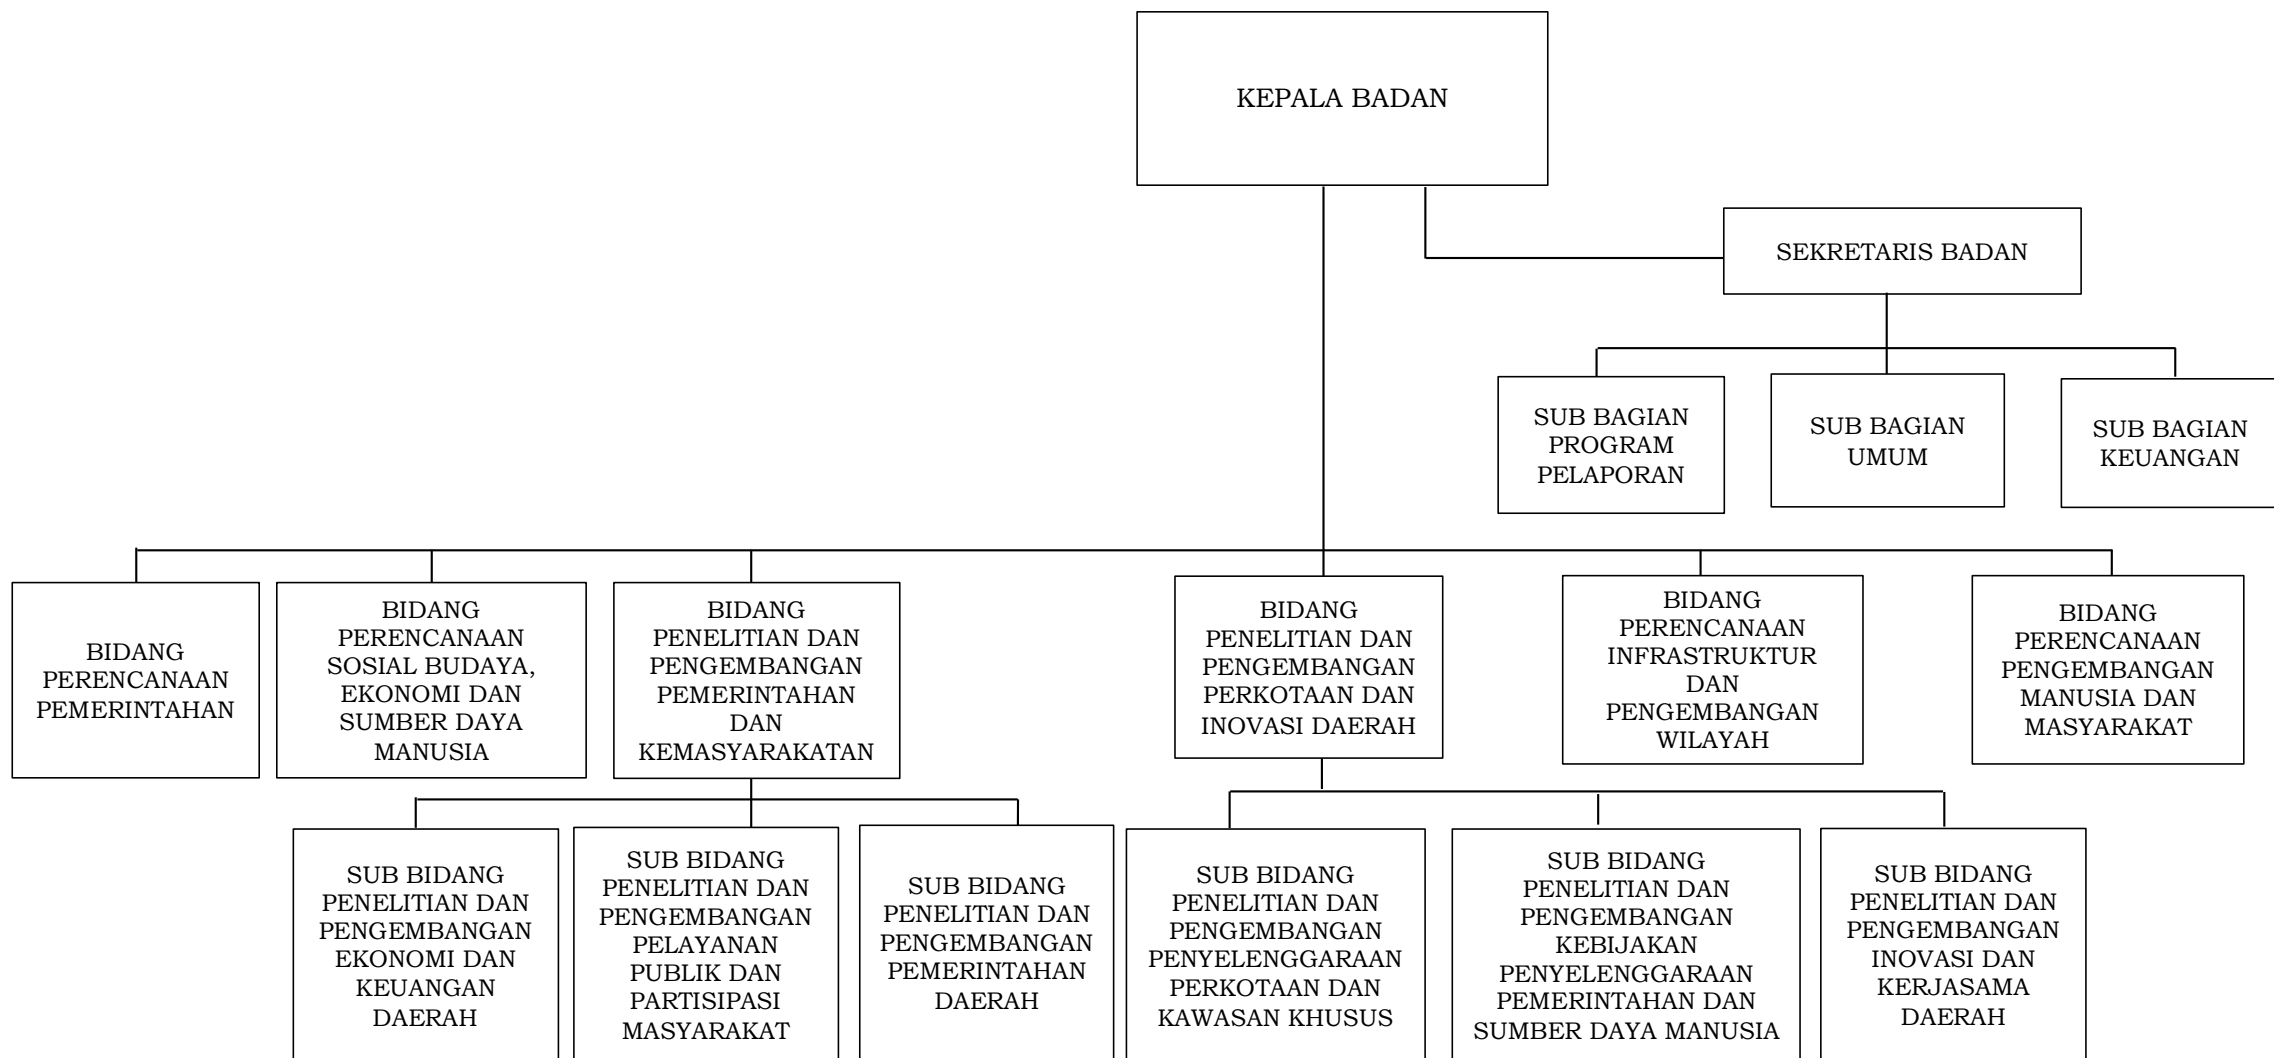 KEPALA BADAN
SEKRETARIS BADAN
SUB BAGIAN
PROGRAM
PELAPORAN
SUB BAGIAN
UMUM
SUB BAGIAN
KEUANGAN
BIDANG
PERENCANAAN
PEMERINTAHAN
BIDANG
PERENCANAAN
SOSIAL BUDAYA,
EKONOMI DAN
SUMBER DAYA
MANUSIA
BIDANG
PENELITIAN DAN
PENGEMBANGAN
PEMERINTAHAN
DAN
KEMASYARAKATAN
BIDANG
PENELITIAN DAN
PENGEMBANGAN
PERKOTAAN DAN
INOVASI DAERAH
BIDANG
PERENCANAAN
INFRASTRUKTUR
DAN
PENGEMBANGAN
WILAYAH
BIDANG
PERENCANAAN
PENGEMBANGAN
MANUSIA DAN
MASYARAKAT
SUB BIDANG
PENELITIAN DAN
PENGEMBANGAN
EKONOMI DAN
KEUANGAN
DAERAH
SUB BIDANG
PENELITIAN DAN
PENGEMBANGAN
PELAYANAN
PUBLIK DAN
PARTISIPASI
MASYARAKAT
SUB BIDANG
PENELITIAN DAN
PENGEMBANGAN
PEMERINTAHAN
DAERAH
SUB BIDANG
PENELITIAN DAN
PENGEMBANGAN
PENYELENGGARAAN
PERKOTAAN DAN
KAWASAN KHUSUS
SUB BIDANG
PENELITIAN DAN
PENGEMBANGAN
KEBIJAKAN
PENYELENGGARAAN
PEMERINTAHAN DAN
SUMBER DAYA MANUSIA
SUB BIDANG
PENELITIAN DAN
PENGEMBANGAN
INOVASI DAN
KERJASAMA
DAERAH